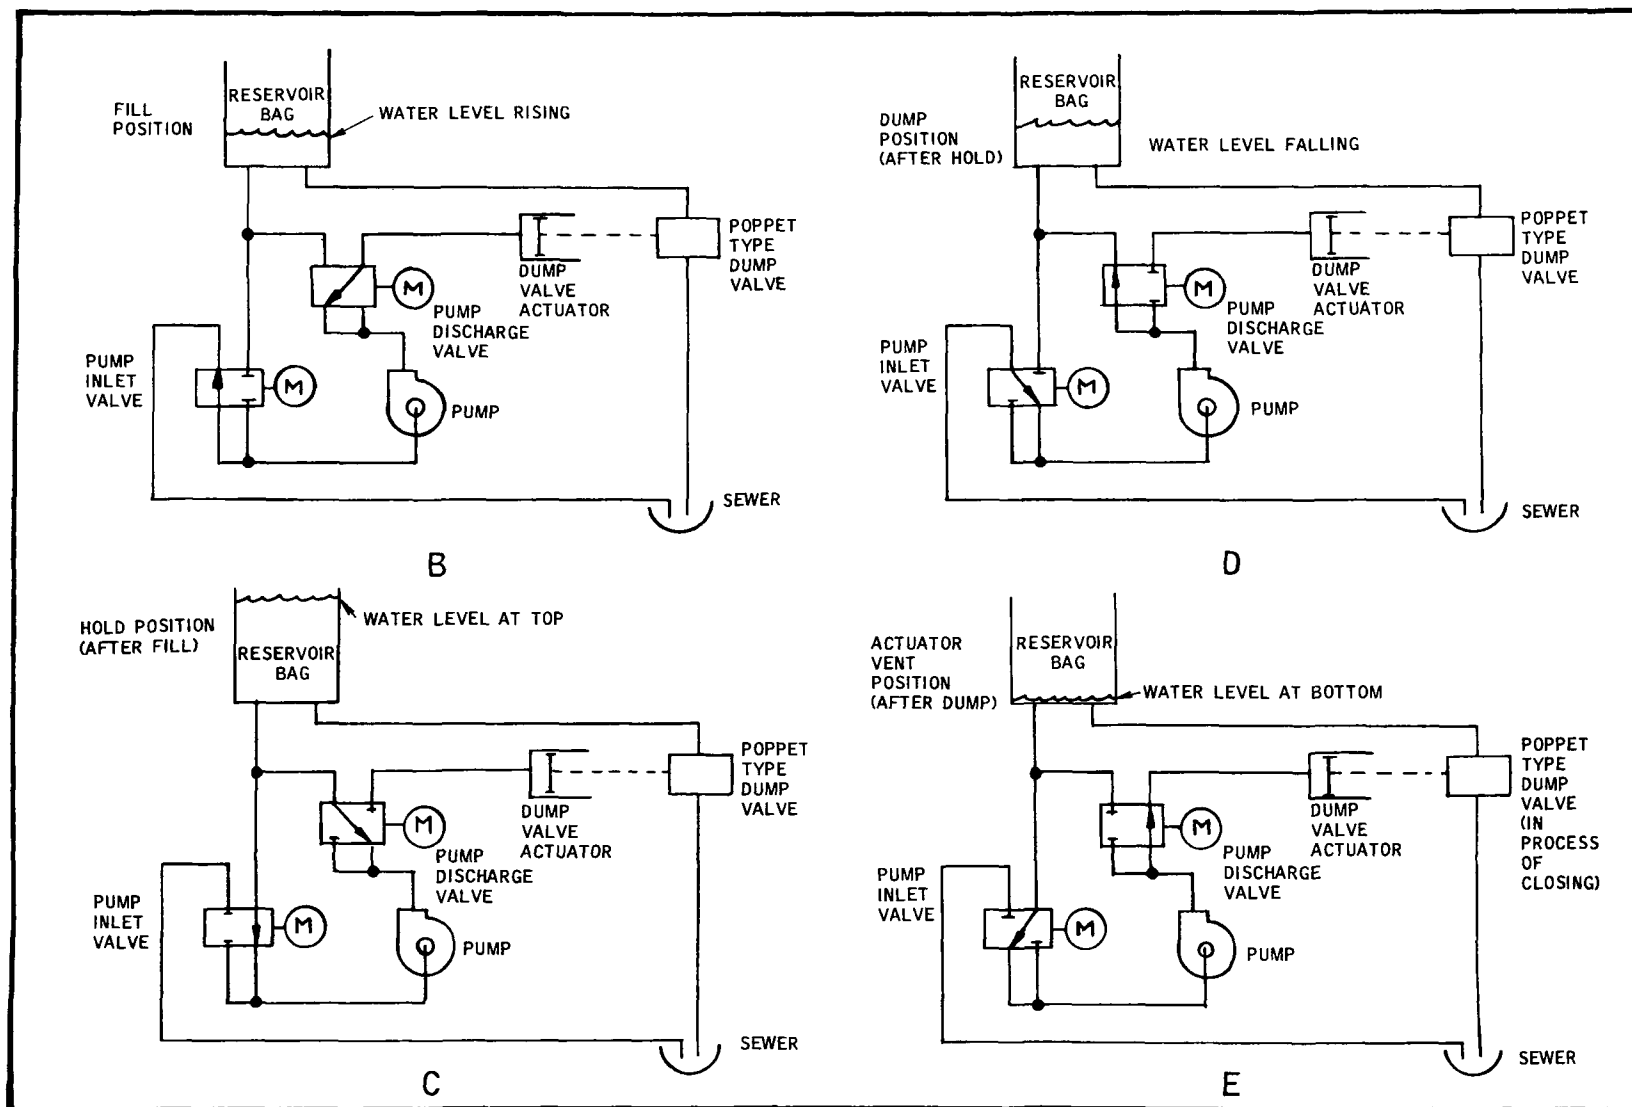 FILL
POSITION
RESERVOIR
BAG
WATER LEVEL RISING
POPPET
TYPE
DUMP
VALVE
DUMP
VALVE
ACTUATOR
M
PUMP
DISCHARGE
VALVE
PUMP
INLET
VALVE
M
PUMP
SEWER
B
DUMP
POSITION
(AFTER HOLD)
RESERVOIR
BAG
WATER LEVEL FALLING
POPPET
TYPE
DUMP
VALVE
DUMP
VALVE
ACTUATOR
M
PUMP
DISCHARGE
VALVE
PUMP
INLET
VALVE
M
PUMP
SEWER
D
HOLD POSITION
(AFTER FILL)
WATER LEVEL AT TOP
RESERVOIR
BAG
POPPET
TYPE
DUMP
VALVE
DUMP
VALVE
ACTUATOR
M
PUMP
DISCHARGE
VALVE
PUMP
INLET
VALVE
M
PUMP
SEWER
C
ACTUATOR
VENT
POSITION
(AFTER DUMP)
RESERVOIR
BAG
WATER LEVEL AT BOTTOM
POPPET
TYPE
DUMP
VALVE
(IN
PROCESS
OF
CLOSING)
DUMP
VALVE
ACTUATOR
M
PUMP
DISCHARGE
VALVE
PUMP
INLET
VALVE
M
PUMP
SEWER
E